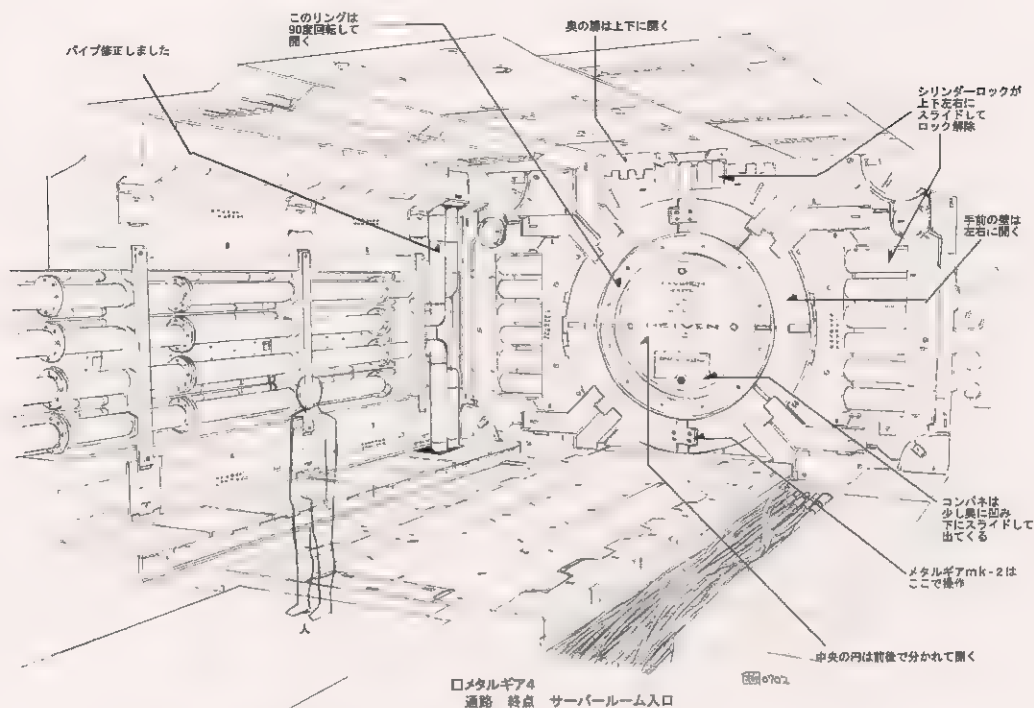 このリングは
90度回転して
開く
奥の扉は上下に開く
パイプ修正しました
シリンダーロックが
上下左右に
スライドして
ロック解除
手前の壁は
左右に開く
コンパネは
少し奥に凹み
下にスライドして
出てくる
メタルギアmk-2は
ここで操作
中央の円は前後で分かれて開く
人
0702
口メタルギア4
通路 終点 サーバールーム入口